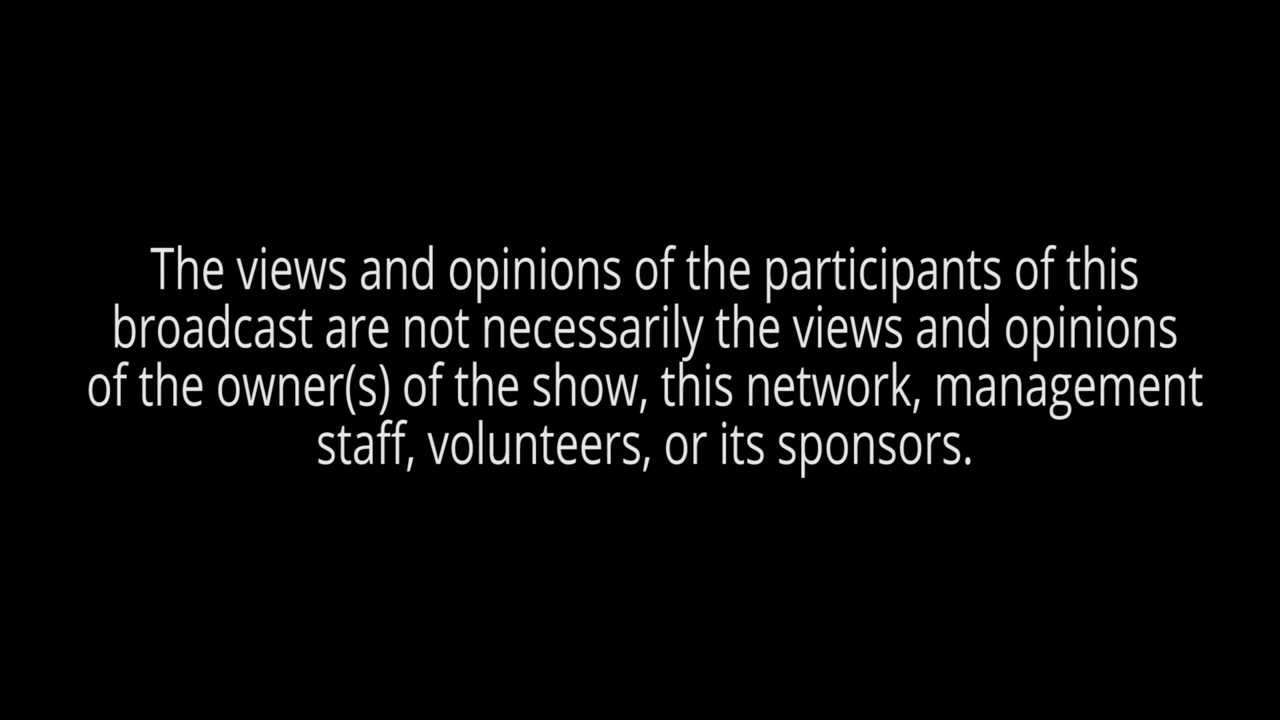 The views and opinions of the participants of this
broadcast are not necessarily the views and opinions
of the owner(s) of the show, this network, management
staff, volunteers, or its sponsors.